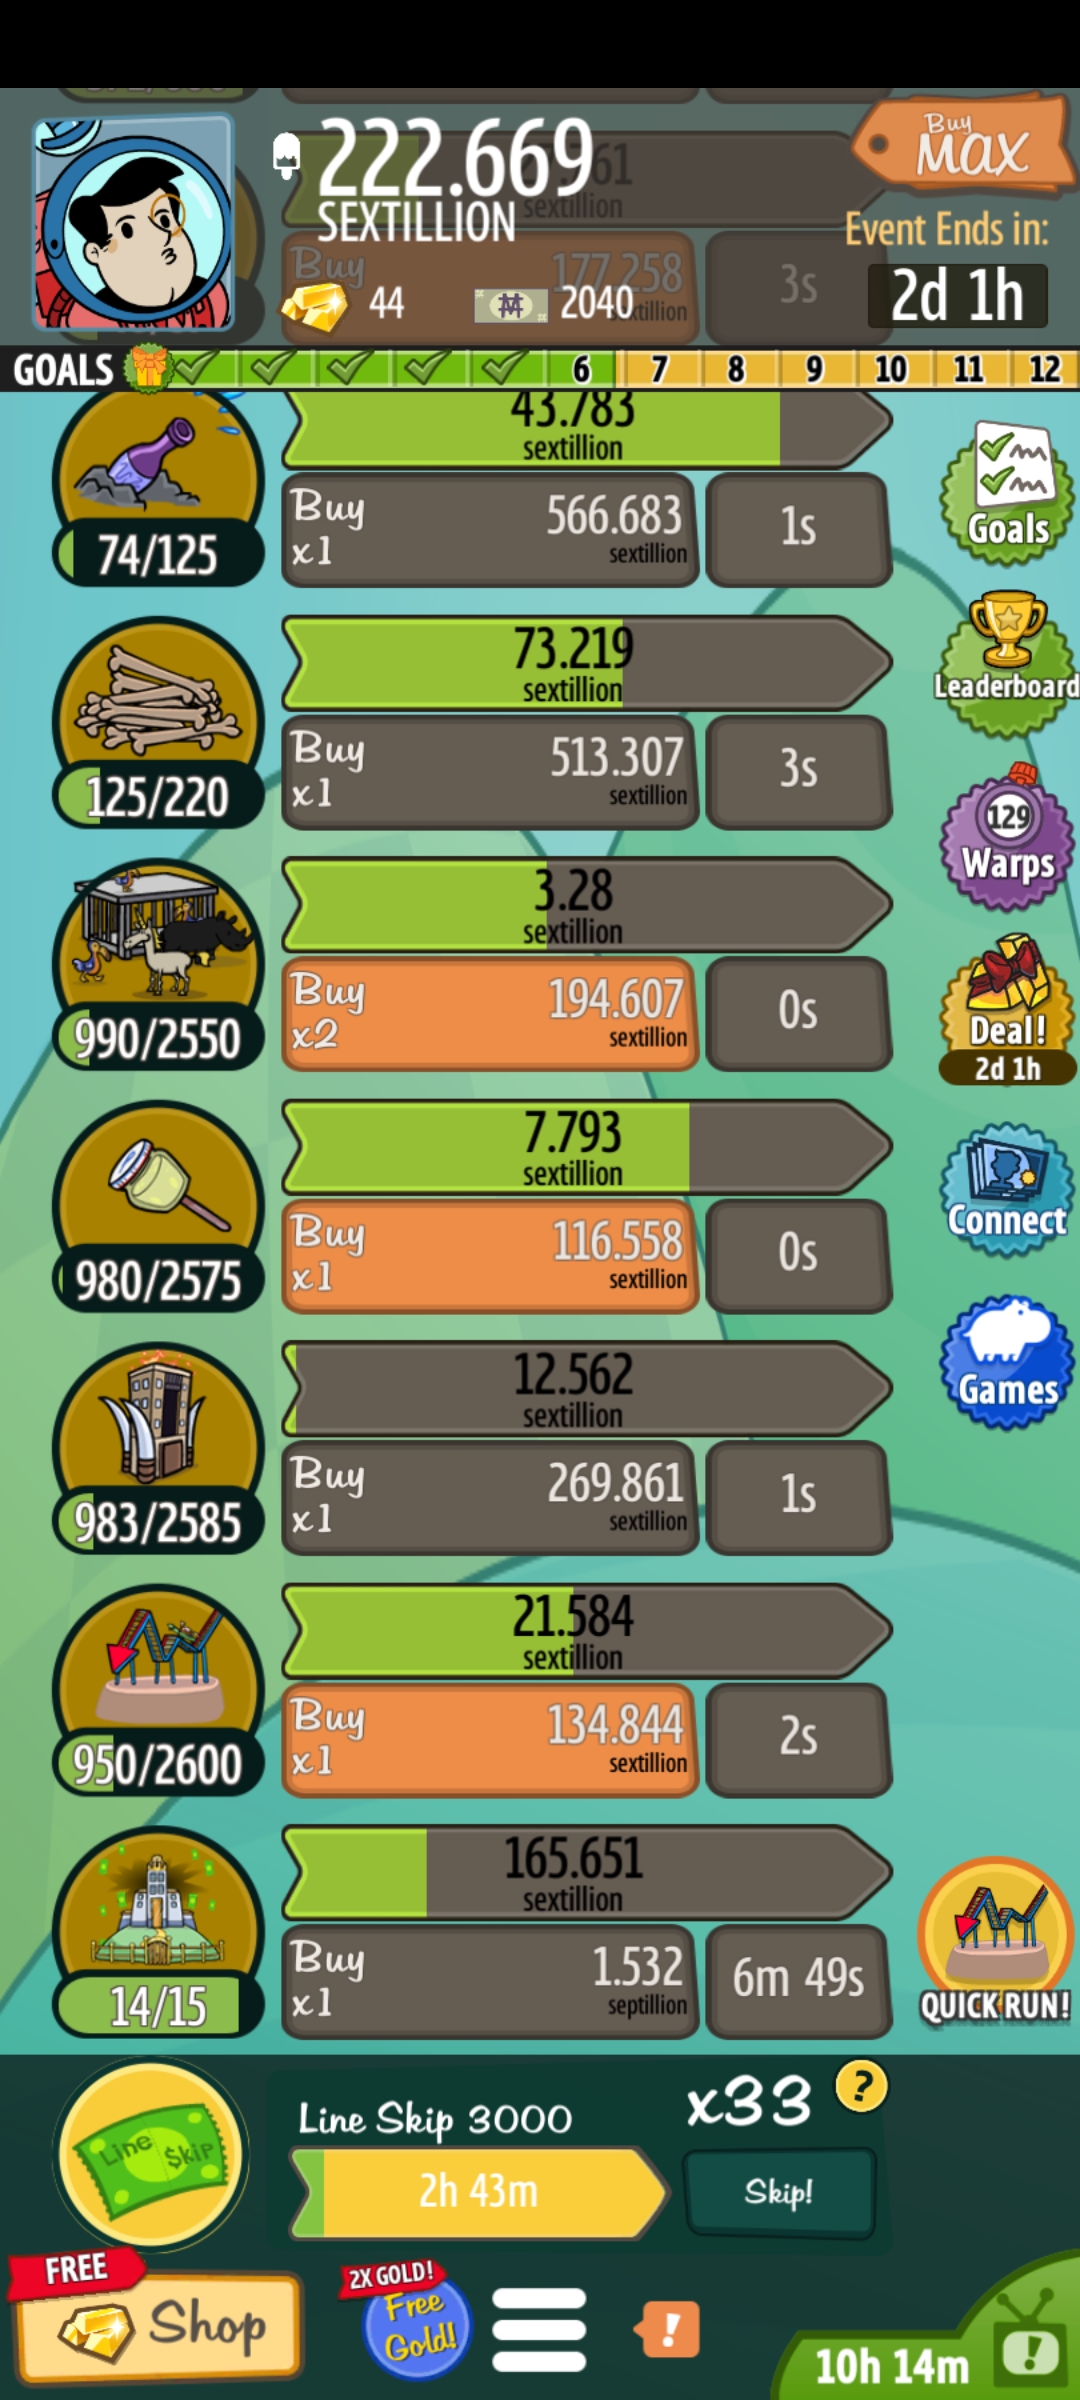 222.669
SEXTILLION
Buy
MAX
Event Ends in:
2d 1h
44
2040
sextillion
Buy
177.258
3s
GOALS 6 7 8 9 10 11 12
43.783
sextillion
74/125
Buy
x1
566.683
sextillion
1s
Goals
73.219
sextillion
125/220
Buy
x1
513.307
sextillion
3s
Leaderboard
3.28
sextillion
990/2550
Buy
x2
194.607
sextillion
0s
129
Warps
Deal!
2d 1h
7.793
sextillion
980/2575
Buy
x1
116.558
sextillion
0s
Connect
12.562
sextillion
983/2585
Buy
x1
269.861
sextillion
1s
Games
21.584
sextillion
950/2600
Buy
x1
134.844
sextillion
2s
165.651
sextillion
14/15
Buy
x1
1.532
septillion
6m 49s
QUICK RUN!
Line $kip
Line Skip 3000
x33
?
2h 43m
Skip!
FREE
Shop
2X GOLD!
Free
Gold!
!
10h 14m
!